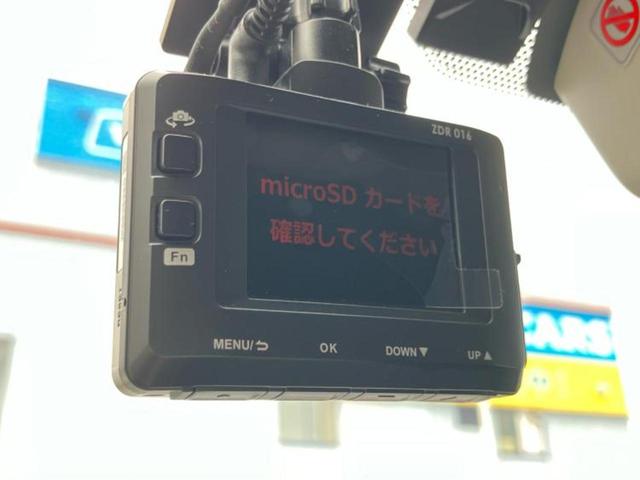 ZDR 016
microSD カードを
確認してください
Fn
MENU/
OK
DOWN▼
UP▲
CARS